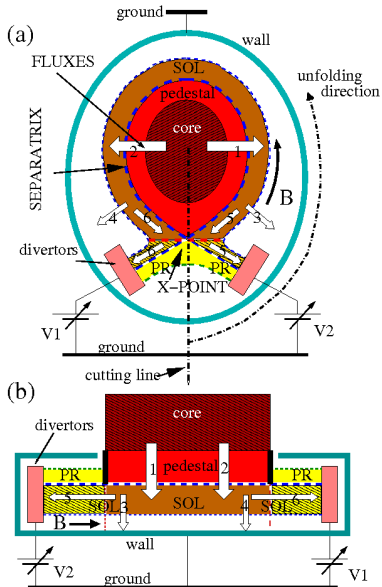 ground
(a)
wall
FLUXES
SOL
unfolding
direction
pedestal
core
SEPARATRIX
2
1
B
4
6
5
3
divertors
PR
PR
X-POINT
V1
V2
ground
cutting line
(b)
core
divertors
1
pedestal
2
PR
PR
5
SOL
3
SOL
4
SOL
6
B
wall
V2
V1
ground